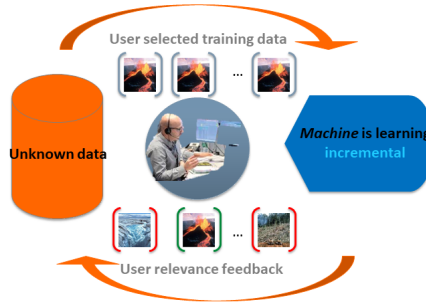 User selected training data
...
Unknown data
Machine is learning
incremental
...
User relevance feedback